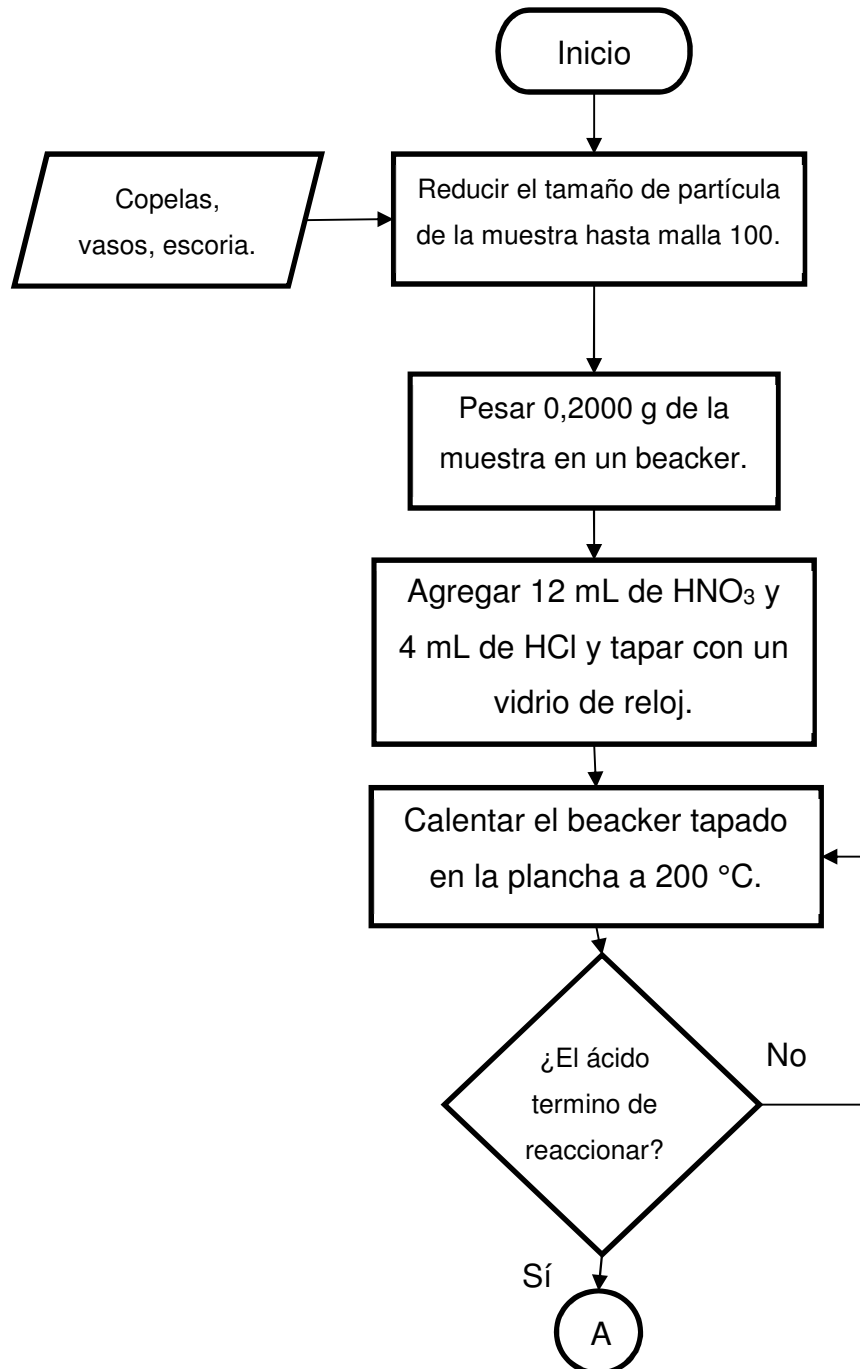 Inicio
Copelas,
vasos, escoria.
Reducir el tamaño de partícula
de la muestra hasta malla 100.
Pesar 0,2000 g de la
muestra en un beacker.
Agregar 12 mL de HNO₃ y
4 mL de HCl y tapar con un
vidrio de reloj.
Calentar el beacker tapado
en la plancha a 200 °C.
¿El ácido
termino de
reaccionar?
No
Sí
A